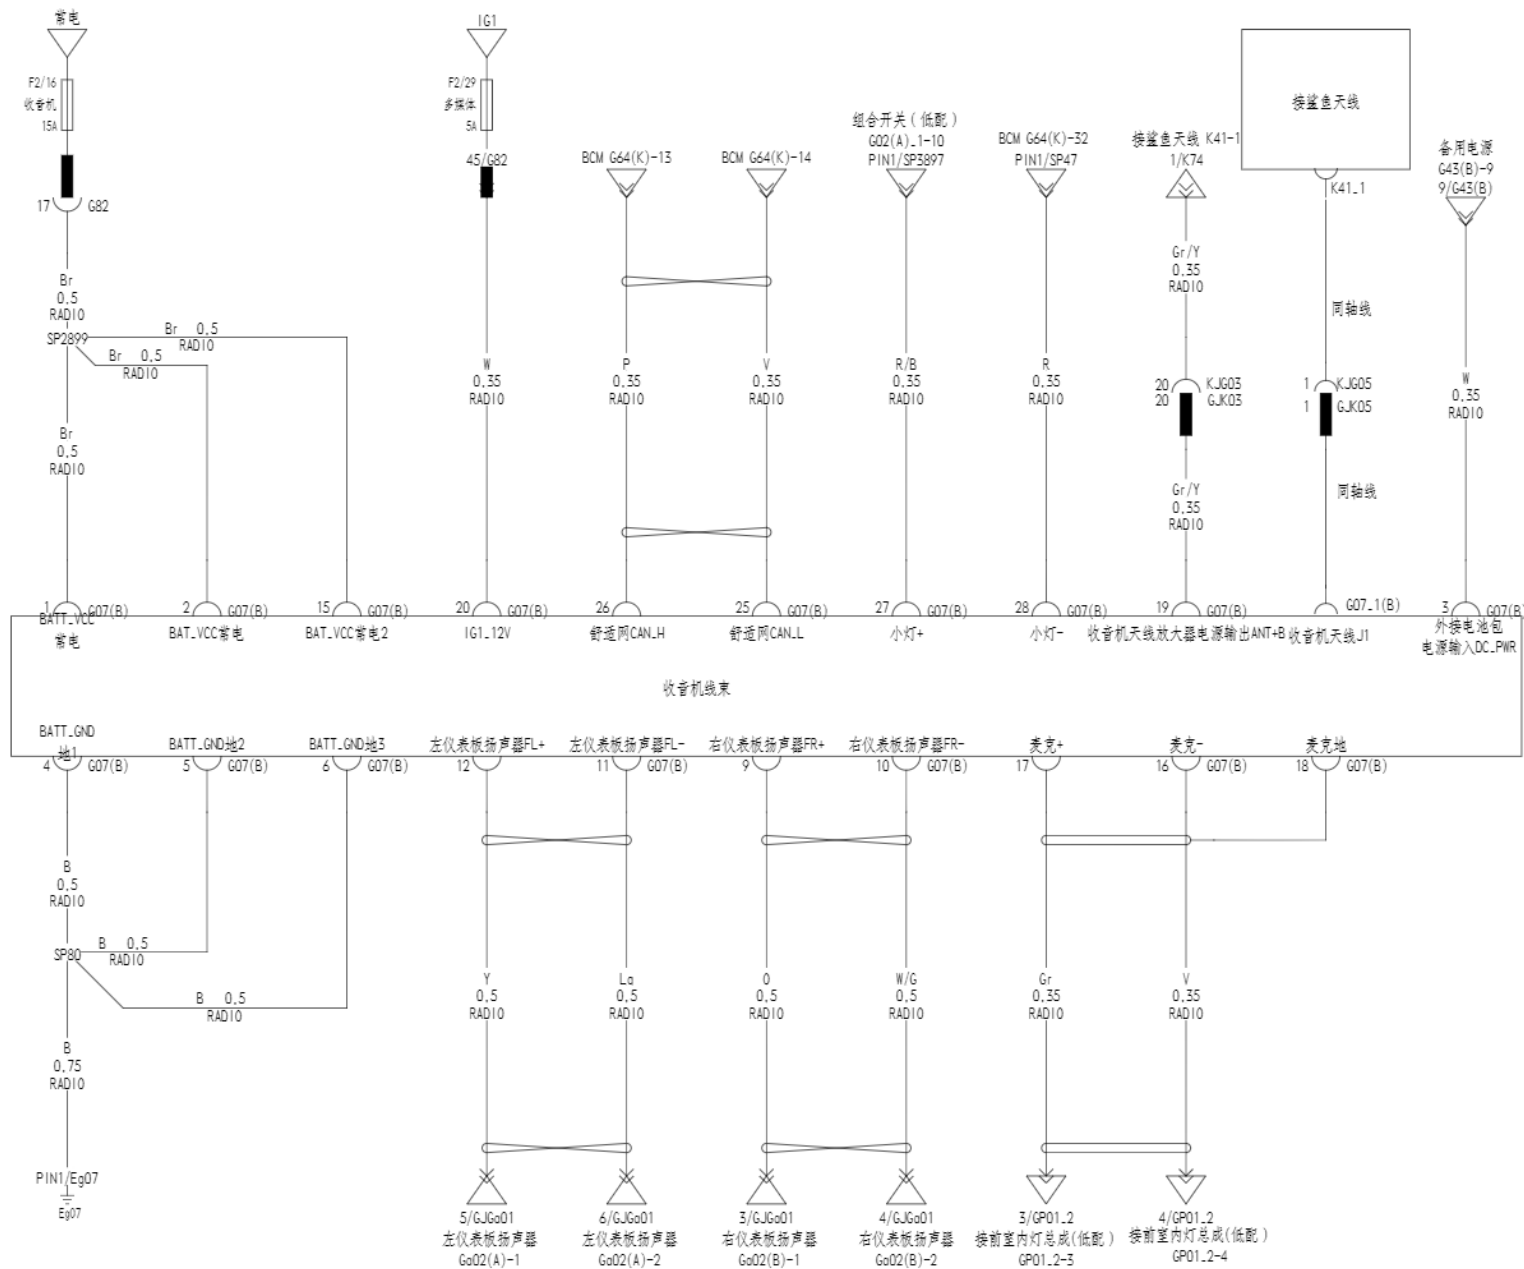 常电
F2/16
收音机
15A
17
G82
Br
0.5
RADIO
SP2899
Br 0.5
RADIO
Br 0.5
RADIO
Br
0.5
RADIO
IG1
F2/29
多媒体
5A
45/G82
W
0.35
RADIO
BCM G64(K)-13
P
0.35
RADIO
BCM G64(K)-14
V
0.35
RADIO
组合开关(低配)
G02(A)_1-10
PIN1/SP3897
R/B
0.35
RADIO
BCM G64(K)-32
PIN1/SP47
R
0.35
RADIO
接鲨鱼天线 K41-1
1/K74
Gr/Y
0.35
RADIO
20 KJG03
20 GJK03
Gr/Y
0.35
RADIO
接鲨鱼天线
K41_1
同轴线
1 KJG05
1 GJK05
同轴线
备用电源
G43(B)-9
9/G43(B)
W
0.35
RADIO
1 G07(B)
BATT_VCC
常电
2 G07(B)
BAT_VCC常电
15 G07(B)
BAT_VCC常电2
20 G07(B)
IG1_12V
26
舒适网CAN_H
25 G07(B)
舒适网CAN_L
27 G07(B)
小灯+
28 G07(B)
小灯-
19 G07(B)
收音机天线放大器电源输出ANT+B
G07_1(B)
收音机天线J1
3 G07(B)
外接电池包
电源输入DC_PWR
收音机线束
BATT_GND
地1
4 G07(B)
BATT_GND地2
5 G07(B)
BATT_GND地3
6 G07(B)
左仪表板扬声器FL+
12
左仪表板扬声器FL-
11 G07(B)
右仪表板扬声器FR+
9
右仪表板扬声器FR-
10 G07(B)
麦克+
17
麦克-
16 G07(B)
麦克地
18 G07(B)
B
0.5
RADIO
SP80
B 0.5
RADIO
B 0.5
RADIO
B
0.75
RADIO
PIN1/Eg07
Eg07
Y
0.5
RADIO
5/GJGa01
左仪表板扬声器
Ga02(A)-1
La
0.5
RADIO
6/GJGa01
左仪表板扬声器
Ga02(A)-2
O
0.5
RADIO
3/GJGa01
右仪表板扬声器
Ga02(B)-1
W/G
0.5
RADIO
4/GJGa01
右仪表板扬声器
Ga02(B)-2
Gr
0.35
RADIO
3/GP01_2
接前室内灯总成(低配)
GP01_2-3
V
0.35
RADIO
4/GP01_2
接前室内灯总成(低配)
GP01_2-4